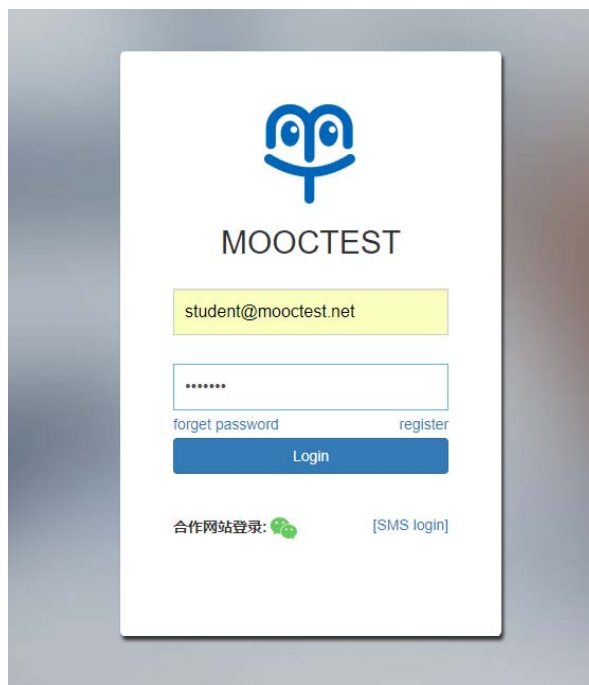 MOOCTEST
student@mooctest.net
•••••••
forget password register
Login
合作网站登录: [SMS login]